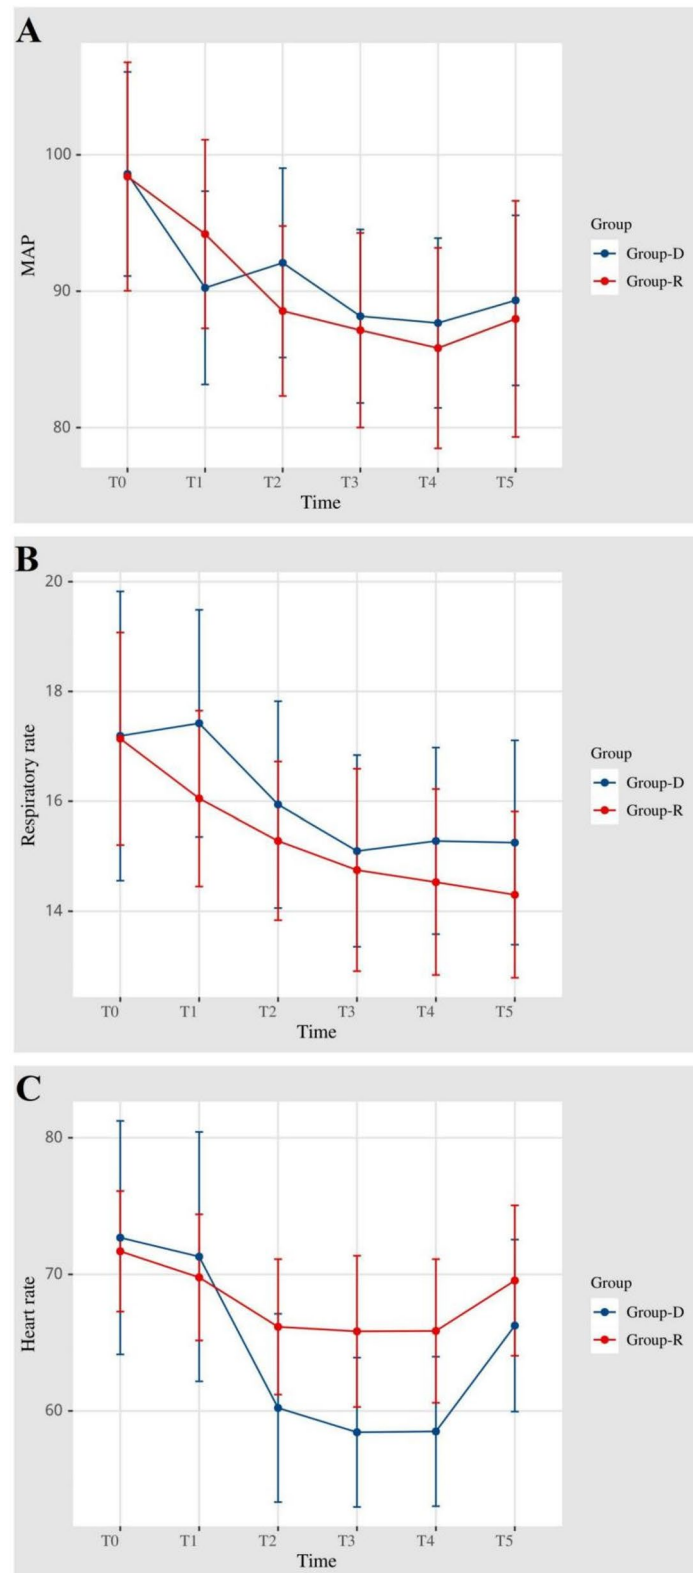 A
100
90
80
MAP
T0 T1 T2 T3 T4 T5
Time
Group
Group-D
Group-R
B
20
18
16
14
Respiratory rate
T0 T1 T2 T3 T4 T5
Time
Group
Group-D
Group-R
C
80
70
60
Heart rate
T0 T1 T2 T3 T4 T5
Time
Group
Group-D
Group-R